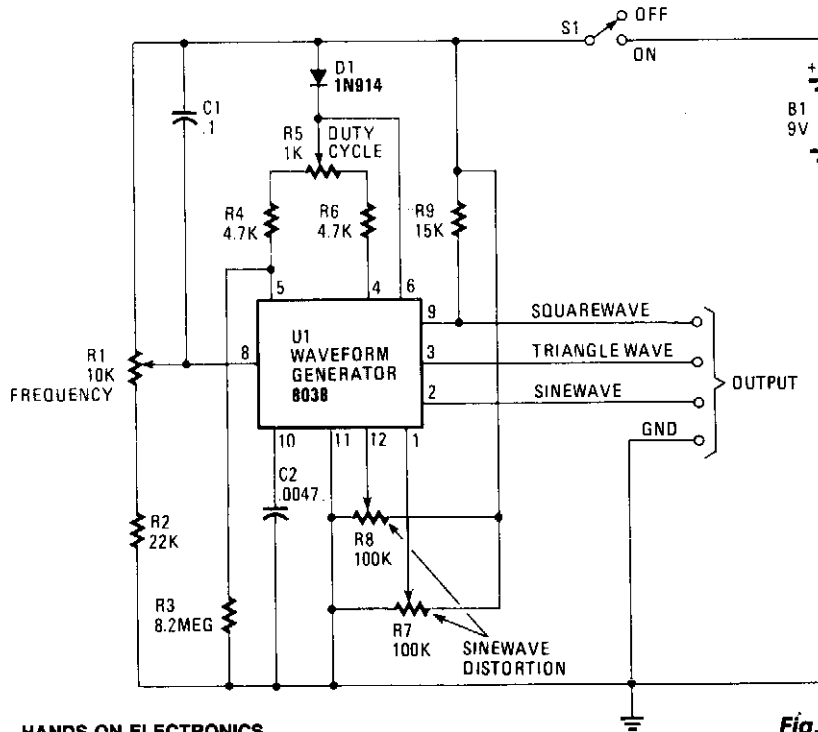 S1
OFF
ON
+
B1
9V
D1
1N914
C1
.1
R5
1K
DUTY
CYCLE
R4
4.7K
R6
4.7K
R9
15K
5
4
6
9
SQUAREWAVE
U1
WAVEFORM
GENERATOR
8038
8
3
TRIANGLE WAVE
2
SINEWAVE
OUTPUT
GND
R1
10K
FREQUENCY
10
11
12
1
C2
.0047
R2
22K
R8
100K
R3
8.2MEG
R7
100K
SINEWAVE
DISTORTION
HANDS ON ELECTRONICS
Fig.